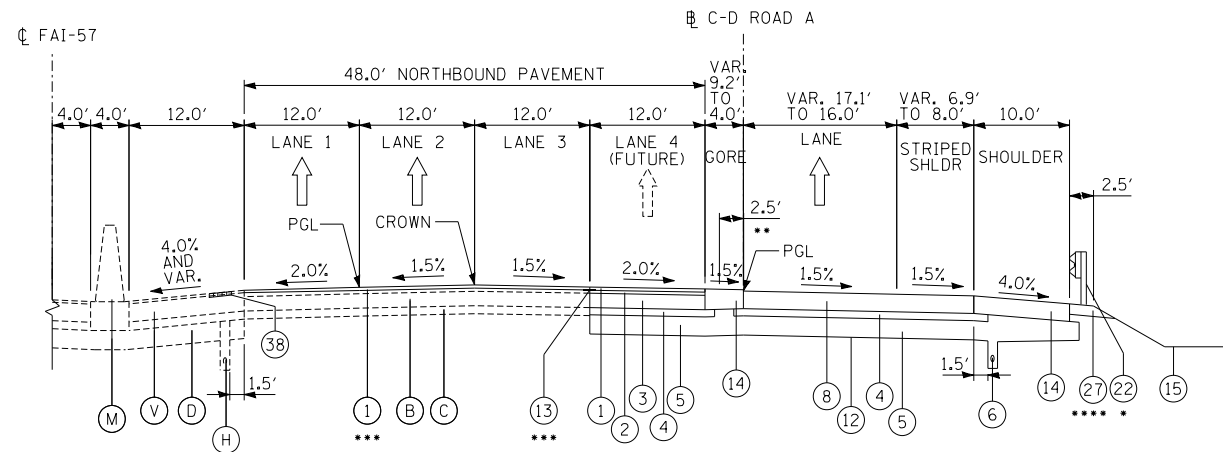 ℄ FAI-57
B̲L C-D ROAD A
48.0' NORTHBOUND PAVEMENT
VAR.
9.2'
TO
4.0'
4.0'
4.0'
12.0'
12.0'
12.0'
12.0'
12.0'
VAR. 17.1'
TO 16.0'
VAR. 6.9'
TO 8.0'
10.0'
LANE 1
LANE 2
LANE 3
LANE 4
(FUTURE)
GORE
LANE
STRIPED
SHLDR
SHOULDER
2.5'
**
2.5'
PGL
CROWN
PGL
4.0%
AND
VAR.
2.0%
1.5%
1.5%
2.0%
1.5%
1.5%
1.5%
4.0%
38
1.5'
1.5'
M
V
D
H
1
***
B
C
13
***
1
2
3
4
5
14
8
12
4
5
6
14
27
****
22
*
15